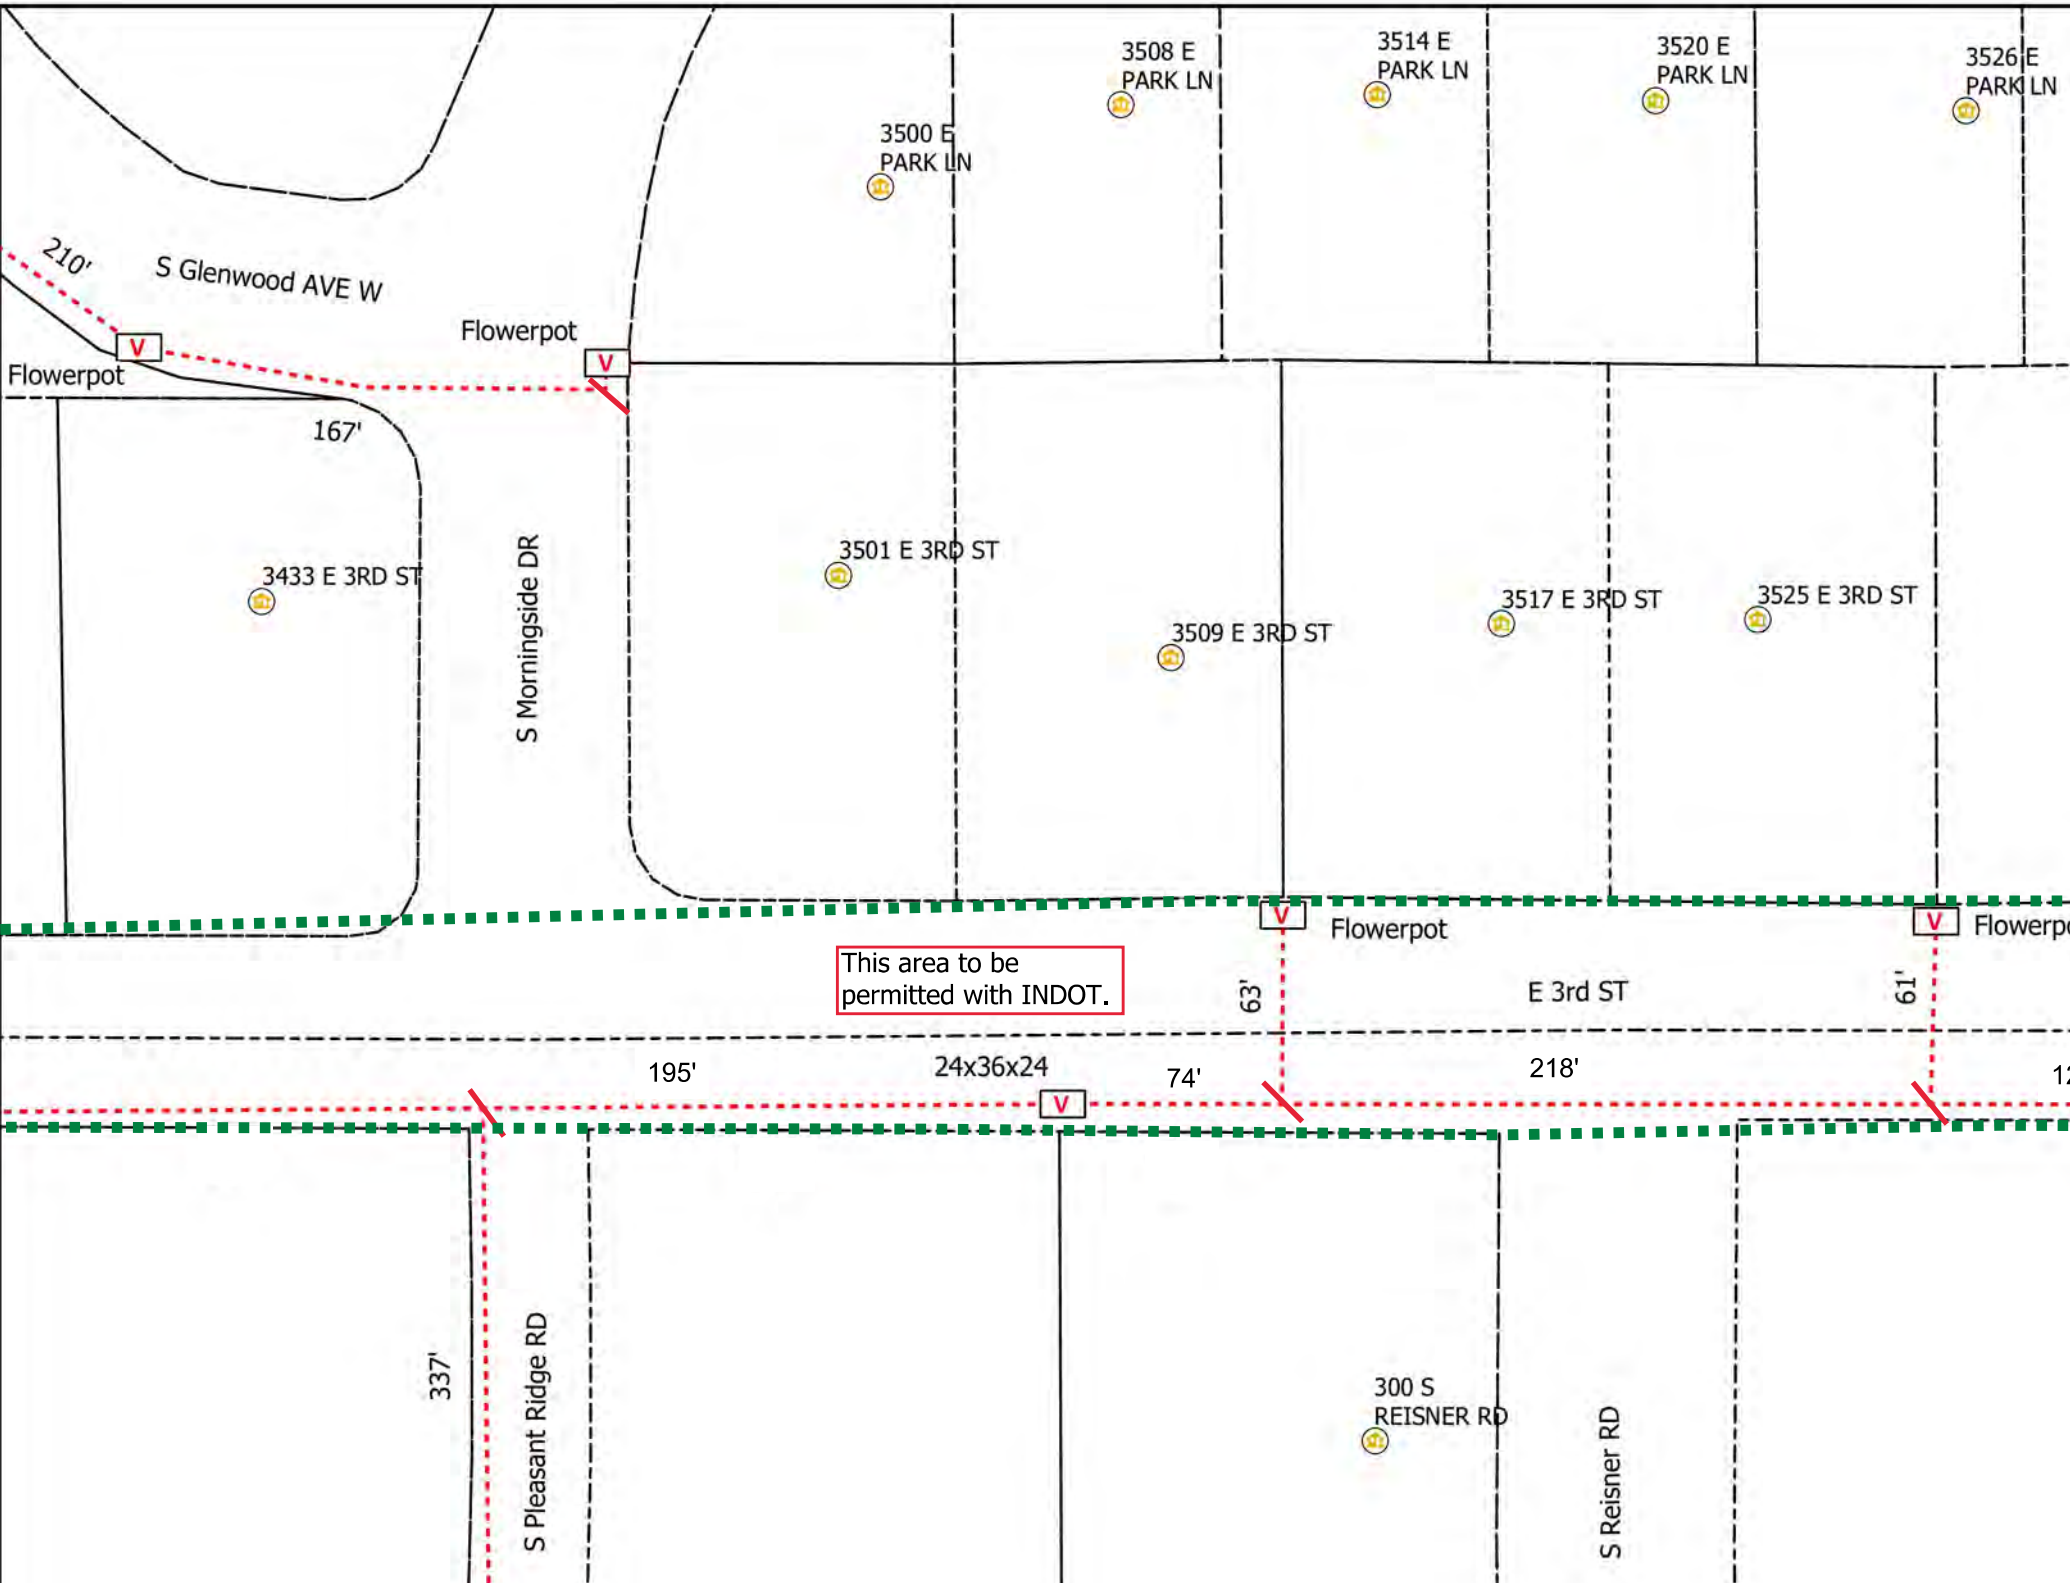 3508 E
PARK LN
3514 E
PARK LN
3520 E
PARK LN
3526 E
PARK LN
3500 E
PARK LN
210'
S Glenwood AVE W
Flowerpot
V
V
Flowerpot
167'
S Morningside DR
3433 E 3RD ST
3501 E 3RD ST
3509 E 3RD ST
3517 E 3RD ST
3525 E 3RD ST
V
Flowerpot
V
Flowerpo
This area to be
permitted with INDOT.
63'
E 3rd ST
61'
195'
24x36x24
74'
218'
12
V
337'
S Pleasant Ridge RD
300 S
REISNER RD
S Reisner RD